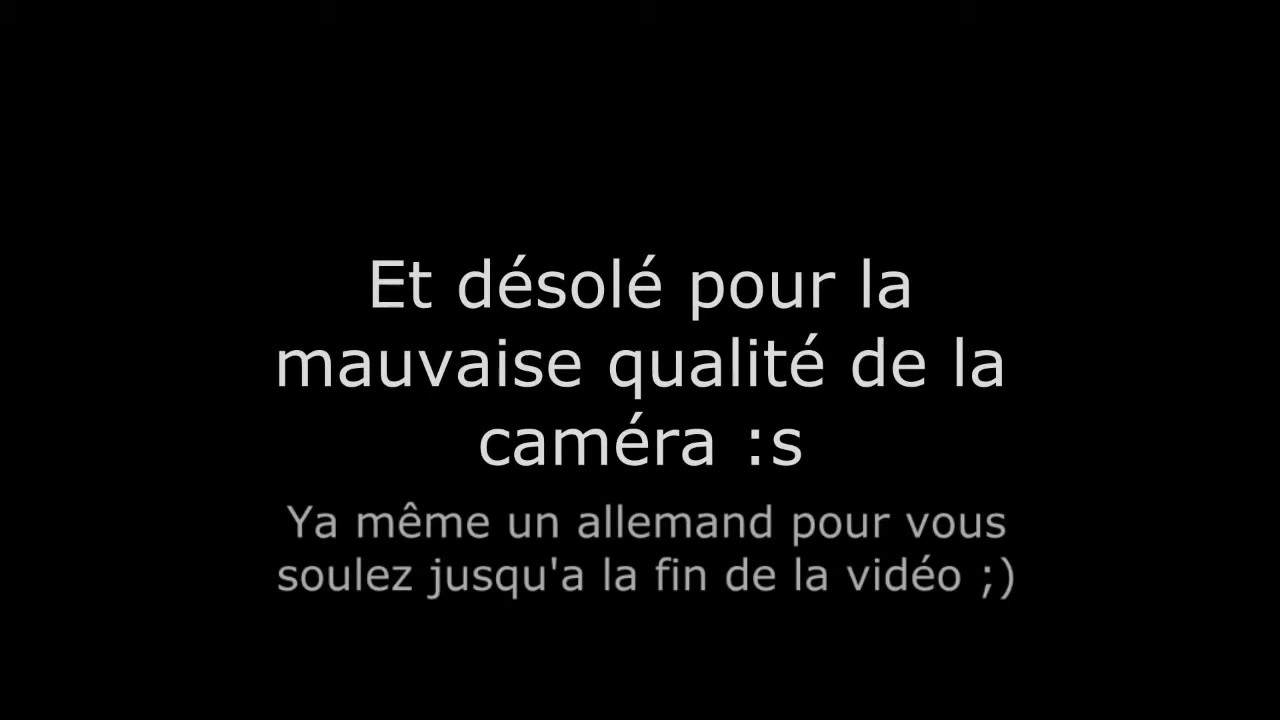 Et désolé pour la
mauvaise qualité de la
caméra :s
Ya même un allemand pour vous
soulez jusqu'a la fin de la vidéo ;)